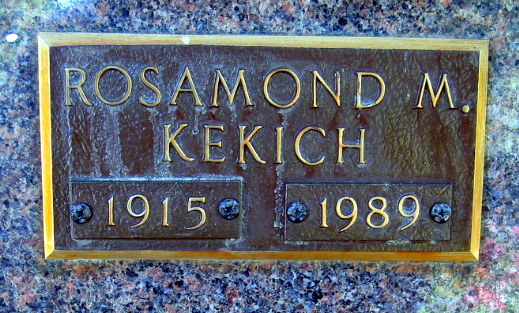 ROSAMOND M.
KEKICH
1915 1989